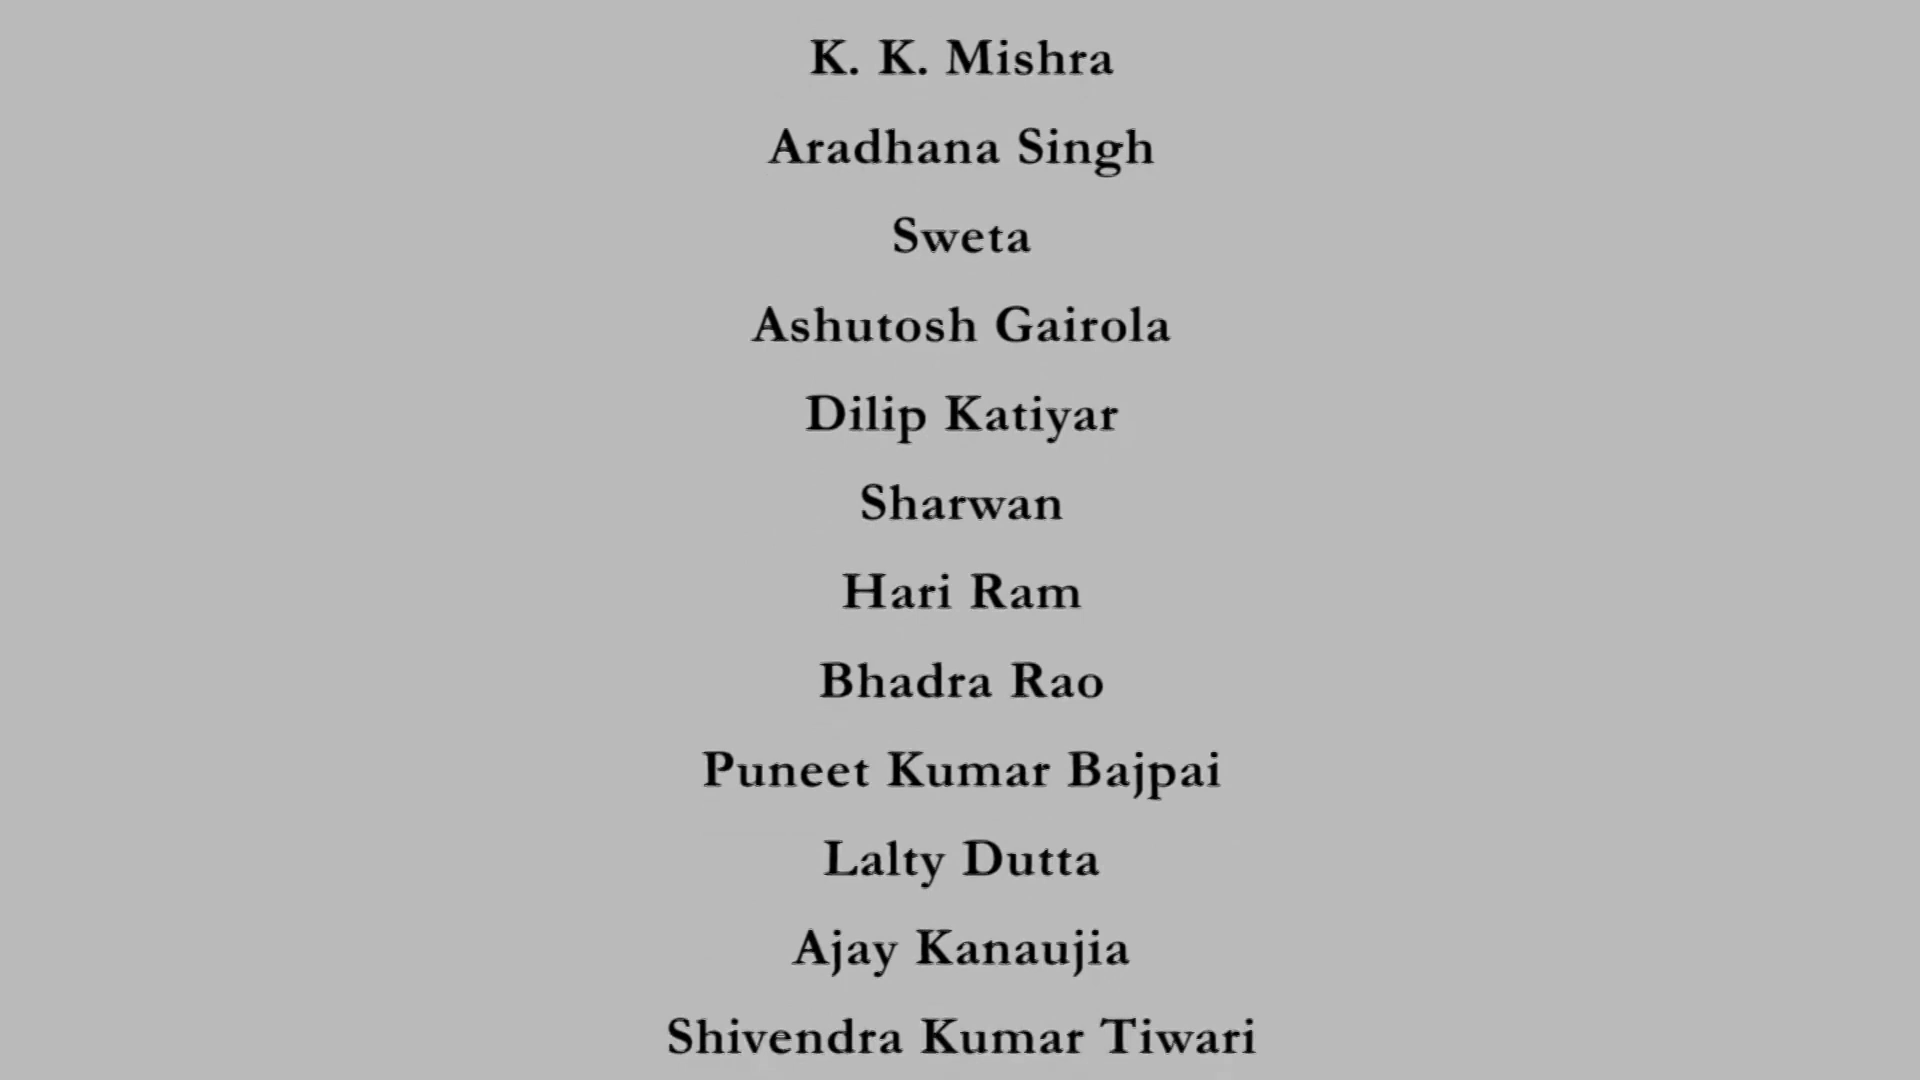 K. K. Mishra
Aradhana Singh
Sweta
Ashutosh Gairola
Dilip Katiyar
Sharwan
Hari Ram
Bhadra Rao
Puneet Kumar Bajpai
Lalty Dutta
Ajay Kanaujia
Shivendra Kumar Tiwari